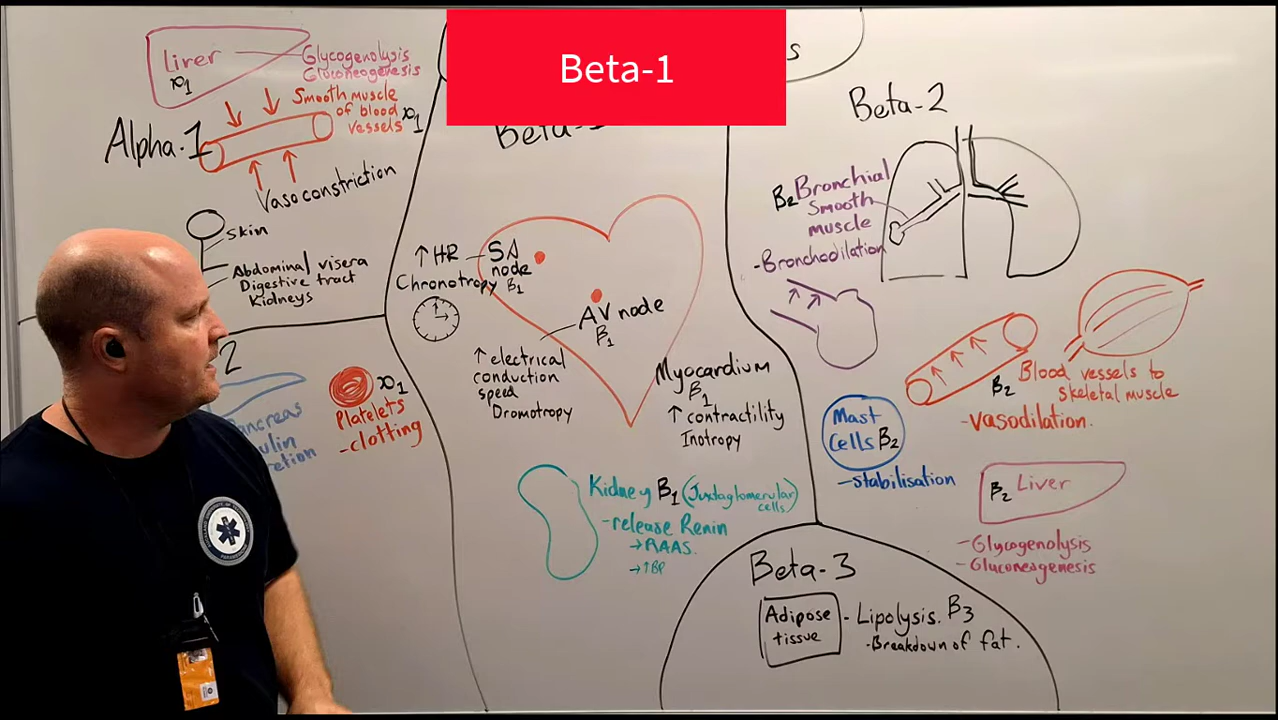 Beta-1
s
Liver
α1
Glycogenolysis
Gluconeogenesis
Smooth muscle
of blood
vessels α1
Alpha-1
Vasoconstriction
Skin
Abdominal visera
Digestive tract
Kidneys
2
Pancreas
α1
Platelets
-clotting
Beta-1
↑ HR - SA
node
β1
Chronotropy
AV node
β1
↑ electrical
conduction
speed
Dromotropy
Myocardium
β1
↑ contractility
Inotropy
Kidney β1 (Juxtaglomerular
cells)
- release Renin
→ RAAS.
→ ↑ BP
Beta-2
β2 Bronchial
Smooth
muscle
- Bronchodilation
Mast
Cells β2
- stabilisation
β2 Blood vessels to
skeletal muscle
- vasodilation.
β2 Liver
- Glycogenolysis
- Gluconeogenesis
Beta-3
Adipose
tissue
- Lipolysis. β3
- Breakdown of fat.